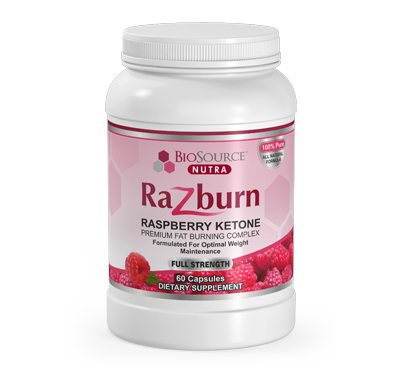 BIOSOURCE™
NUTRA
100% Pure
ALL NATURAL
FORMULA
RaZburn
RASPBERRY KETONE
PREMIUM FAT BURNING COMPLEX
Formulated For Optimal Weight
Maintenance
FULL STRENGTH
60 Capsules
DIETARY SUPPLEMENT